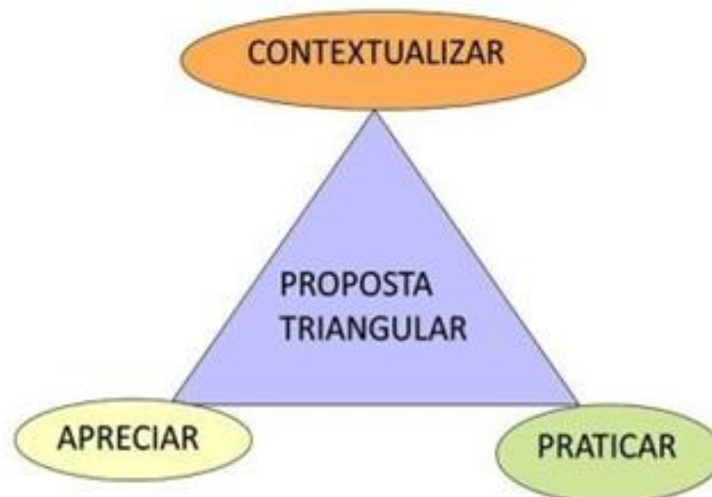 CONTEXTUALIZAR
PROPOSTA
TRIANGULAR
APRECIAR
PRATICAR